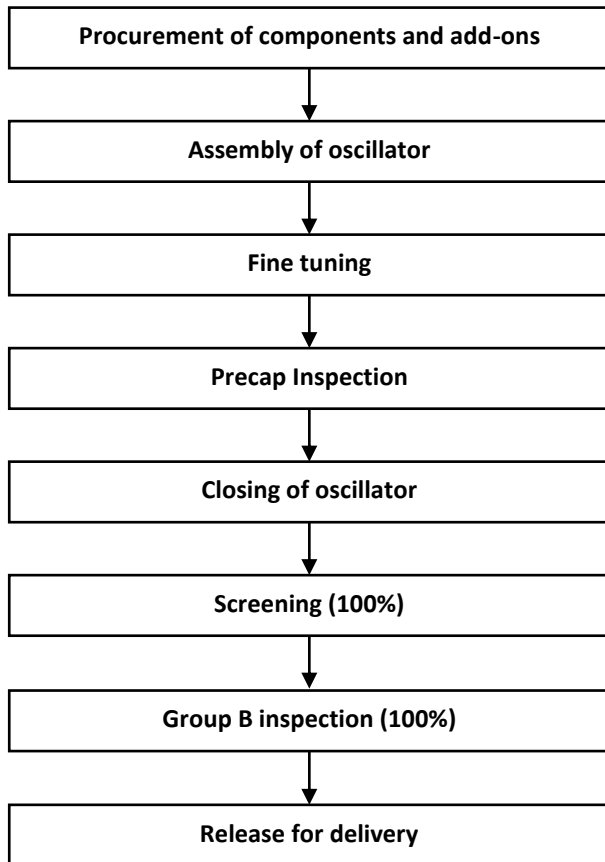 Procurement of components and add-ons
Assembly of oscillator
Fine tuning
Precap Inspection
Closing of oscillator
Screening (100%)
Group B inspection (100%)
Release for delivery